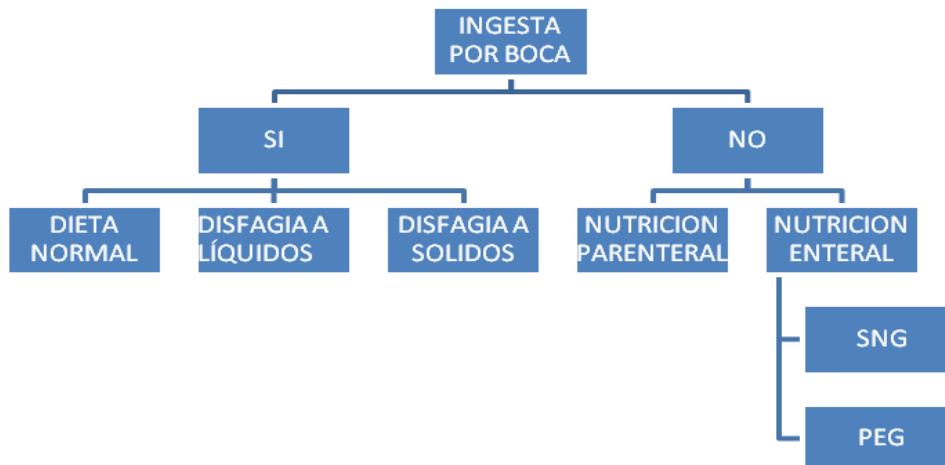 INGESTA
POR BOCA
SI
NO
DIETA
NORMAL
DISFAGIA A
LÍQUIDOS
DISFAGIA A
SOLIDOS
NUTRICION
PARENTERAL
NUTRICION
ENTERAL
SNG
PEG